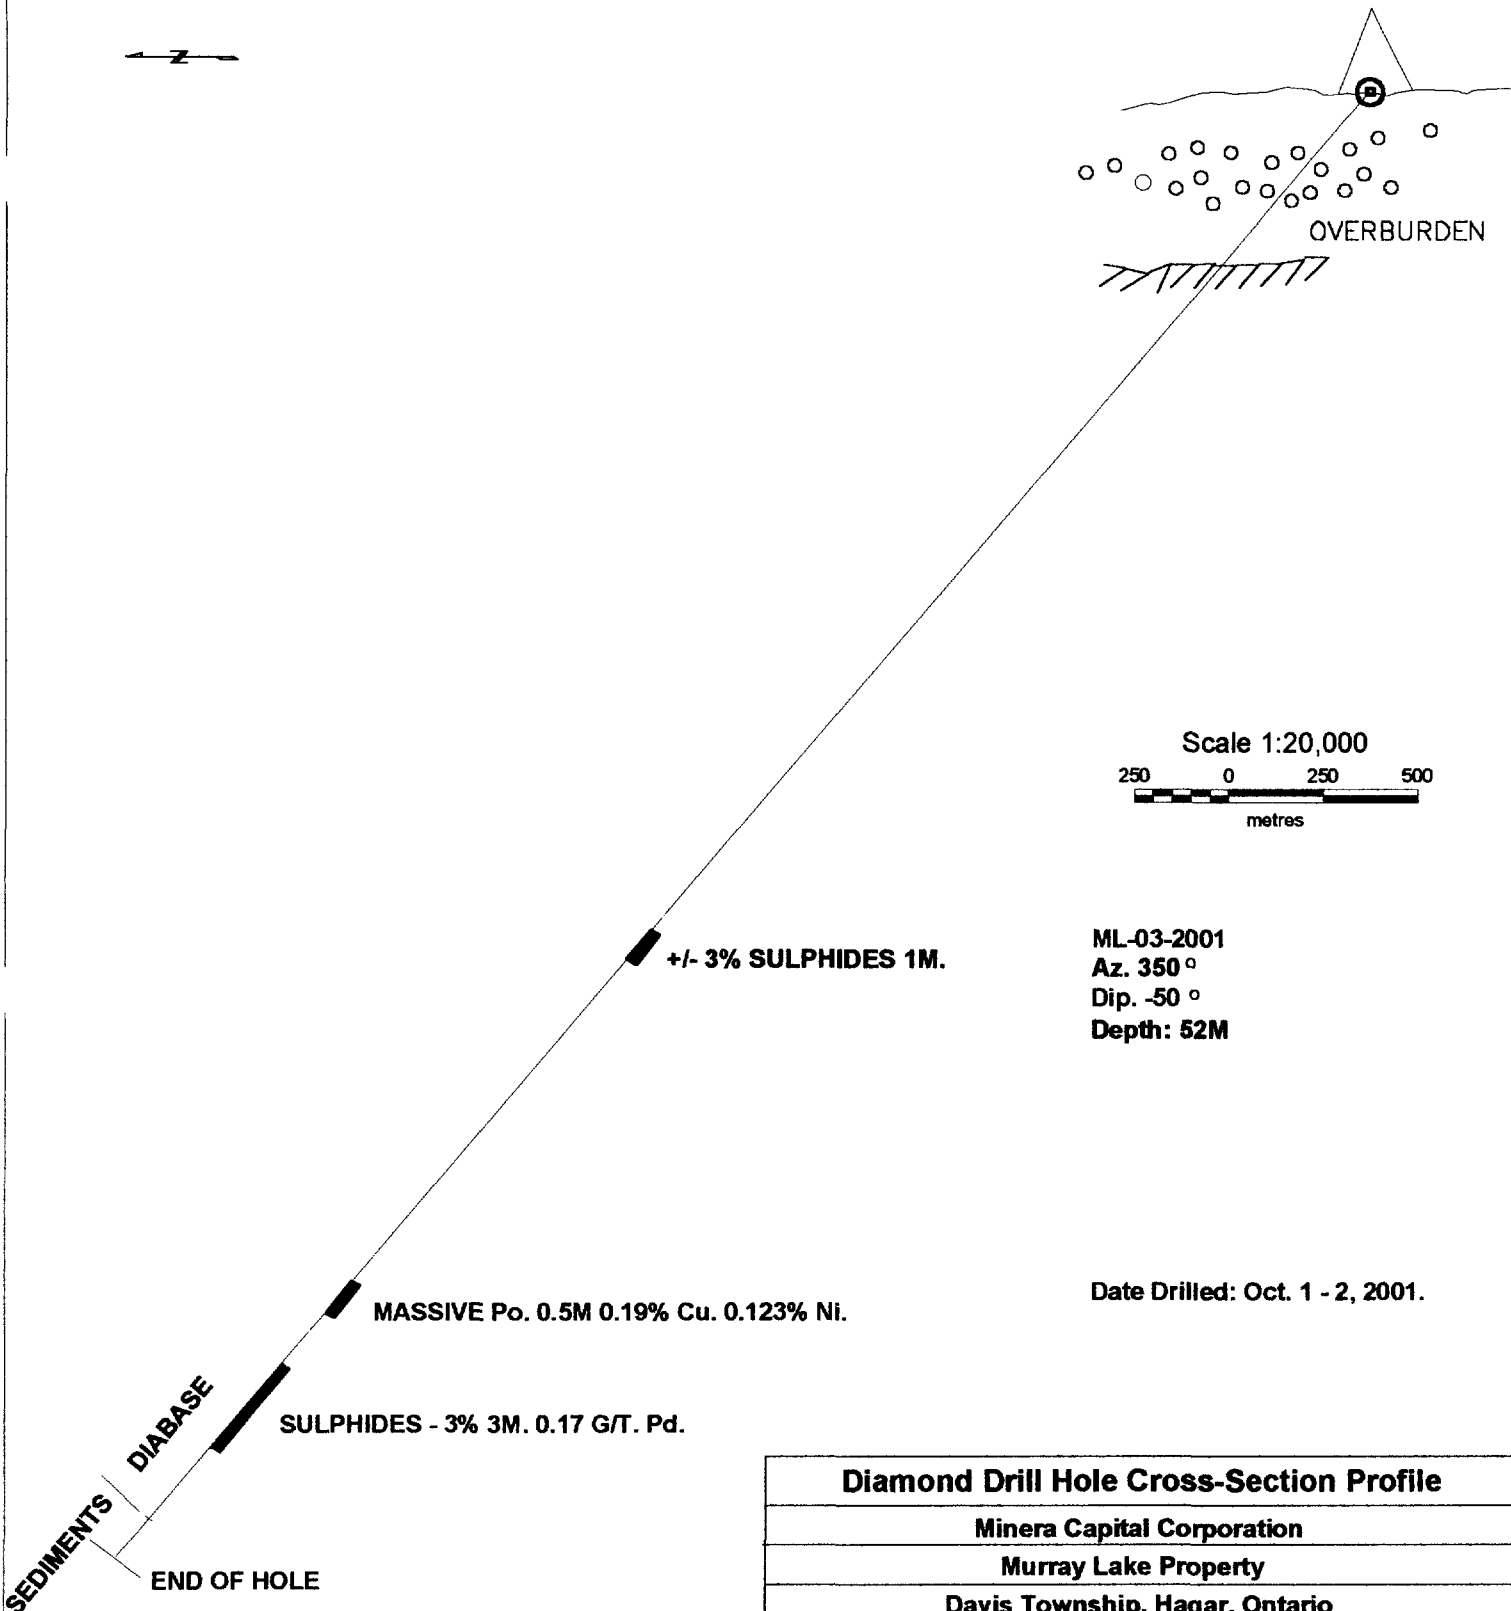 Z
OVERBURDEN
Scale 1:20,000
250 0 250 500
metres
+/- 3% SULPHIDES 1M.
ML-03-2001
Az. 350 º
Dip. -50 º
Depth: 52M
Date Drilled: Oct. 1 - 2, 2001.
MASSIVE Po. 0.5M 0.19% Cu. 0.123% Ni.
DIABASE
SULPHIDES - 3% 3M. 0.17 G/T. Pd.
SEDIMENTS
END OF HOLE
Diamond Drill Hole Cross-Section Profile
Minera Capital Corporation
Murray Lake Property
Davis Township, Hagar, Ontario